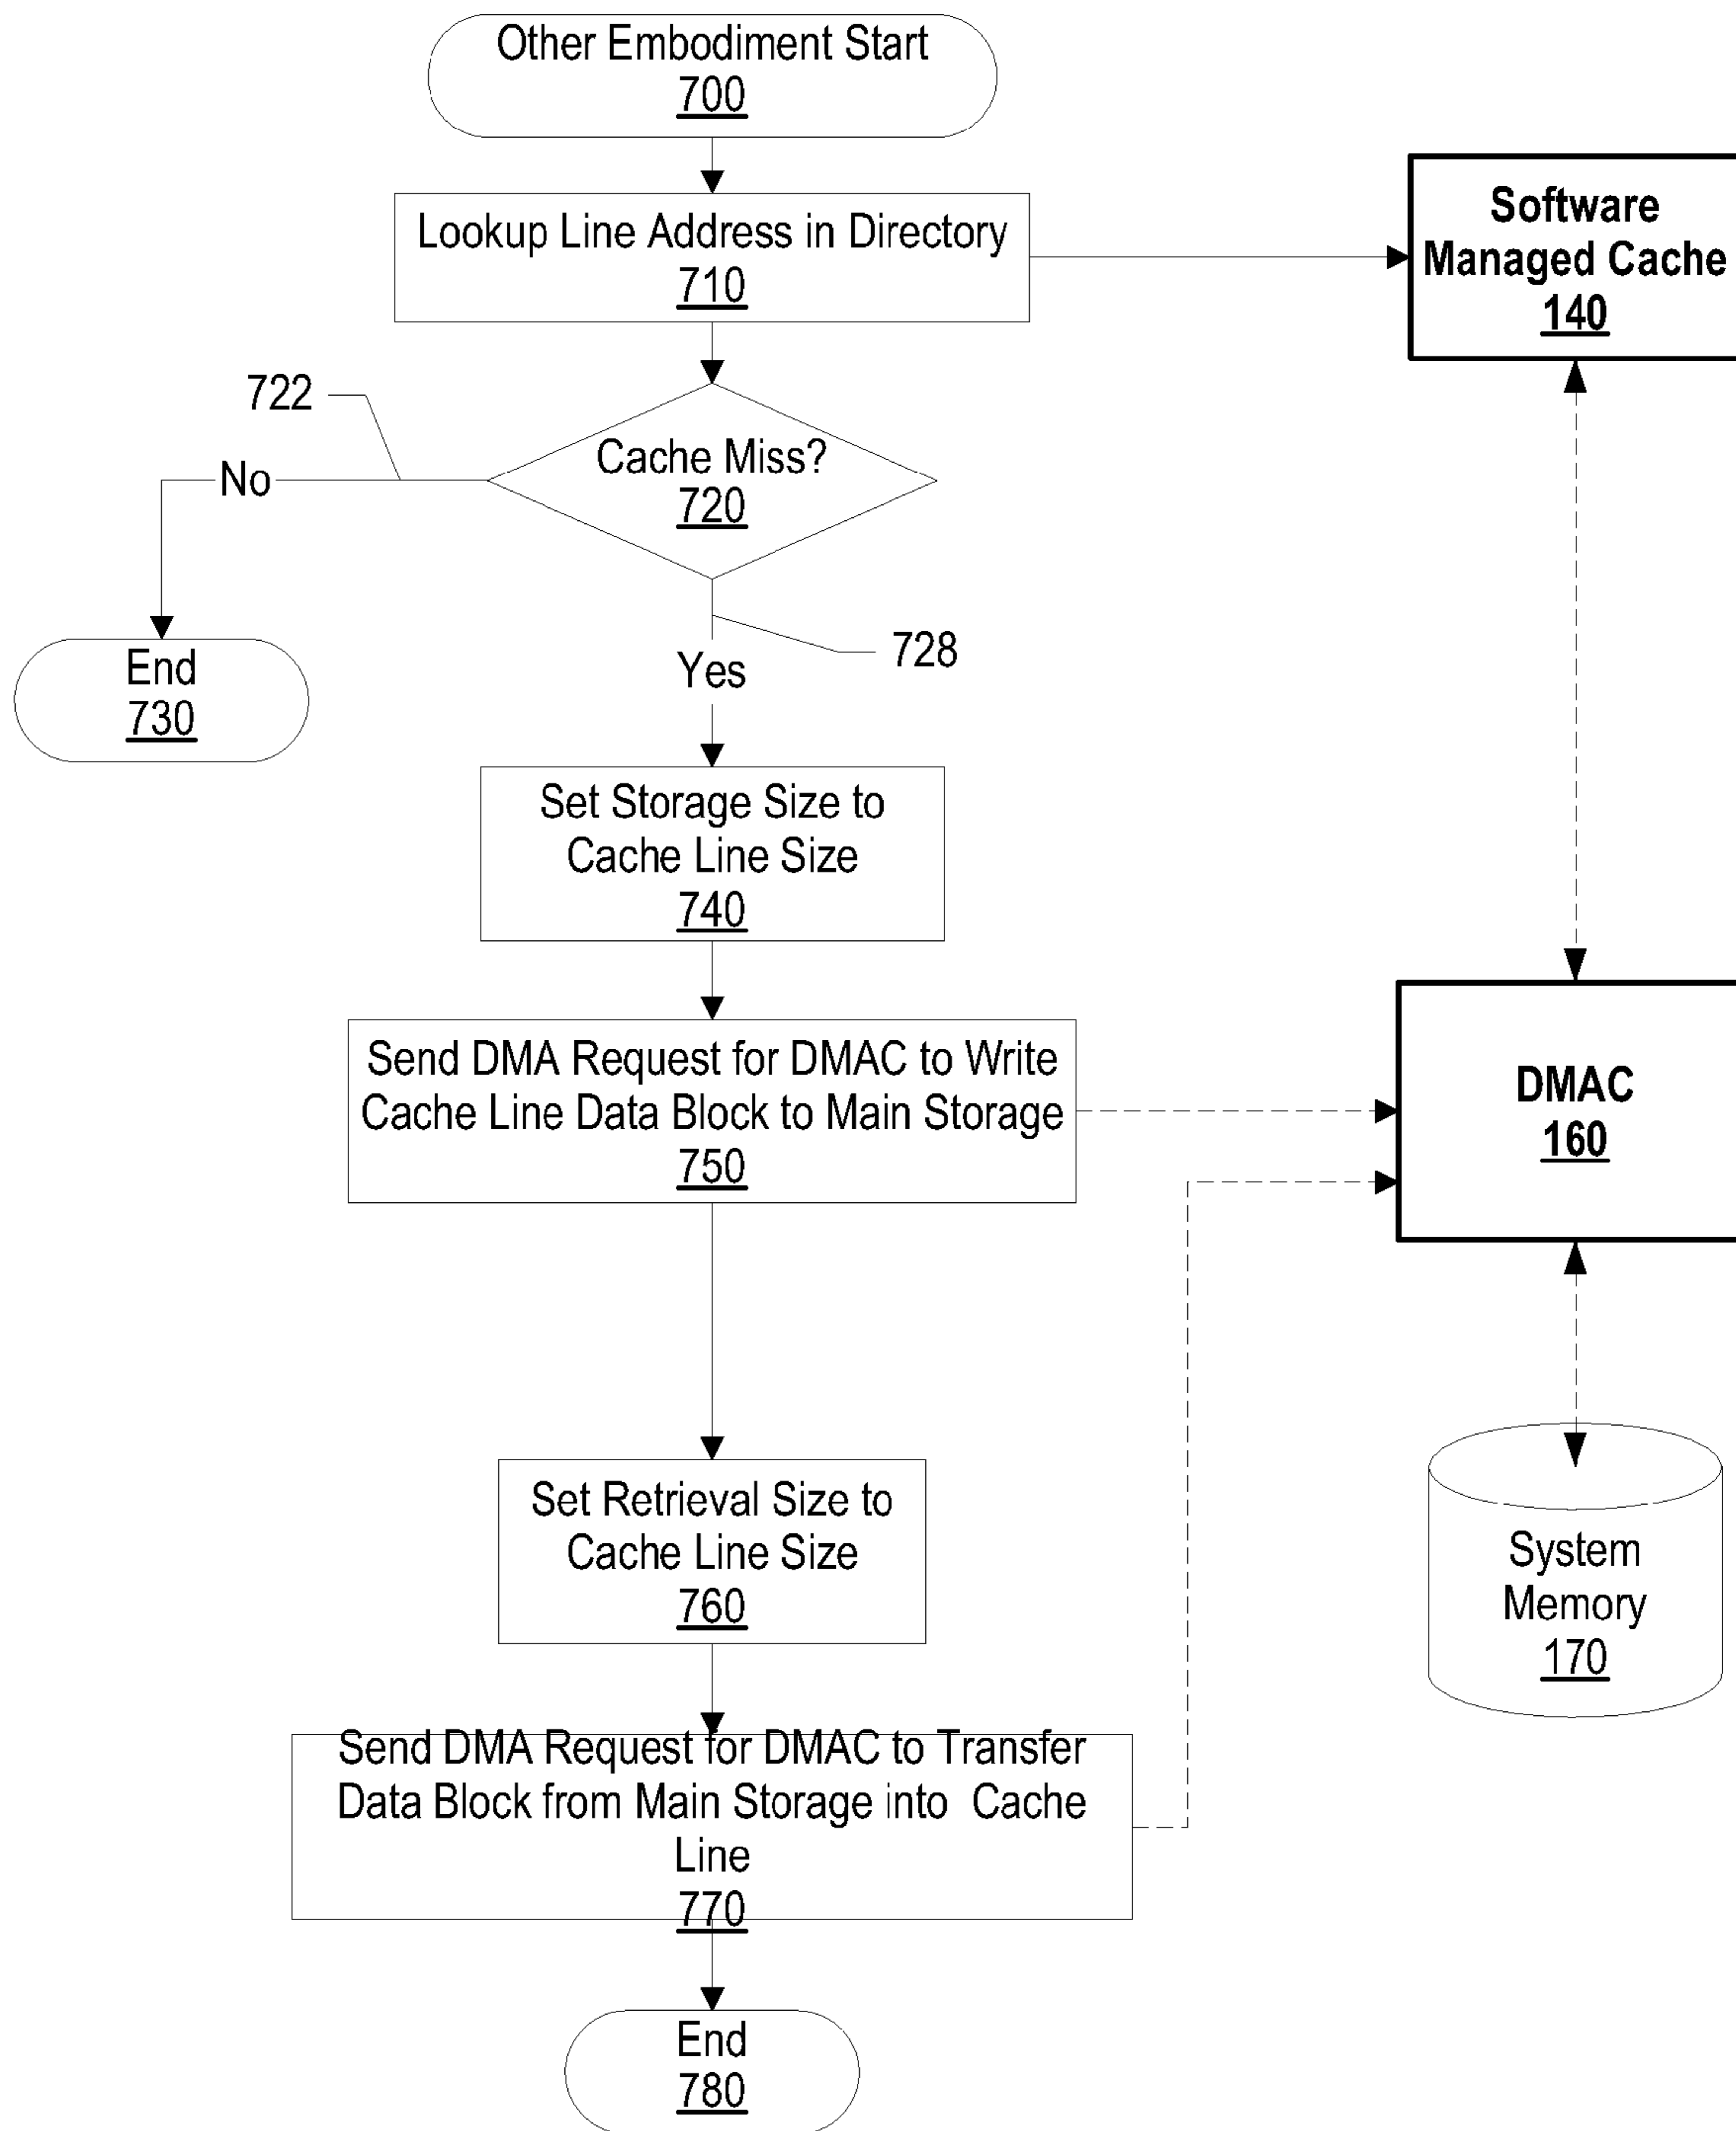 Other Embodiment Start
700
Lookup Line Address in Directory
710
Software
Managed Cache
140
722
Cache Miss?
720
No
End
730
728
Yes
Set Storage Size to
Cache Line Size
740
Send DMA Request for DMAC to Write
Cache Line Data Block to Main Storage
750
DMAC
160
Set Retrieval Size to
Cache Line Size
760
System
Memory
170
Send DMA Request for DMAC to Transfer
Data Block from Main Storage into Cache
Line
770
End
780